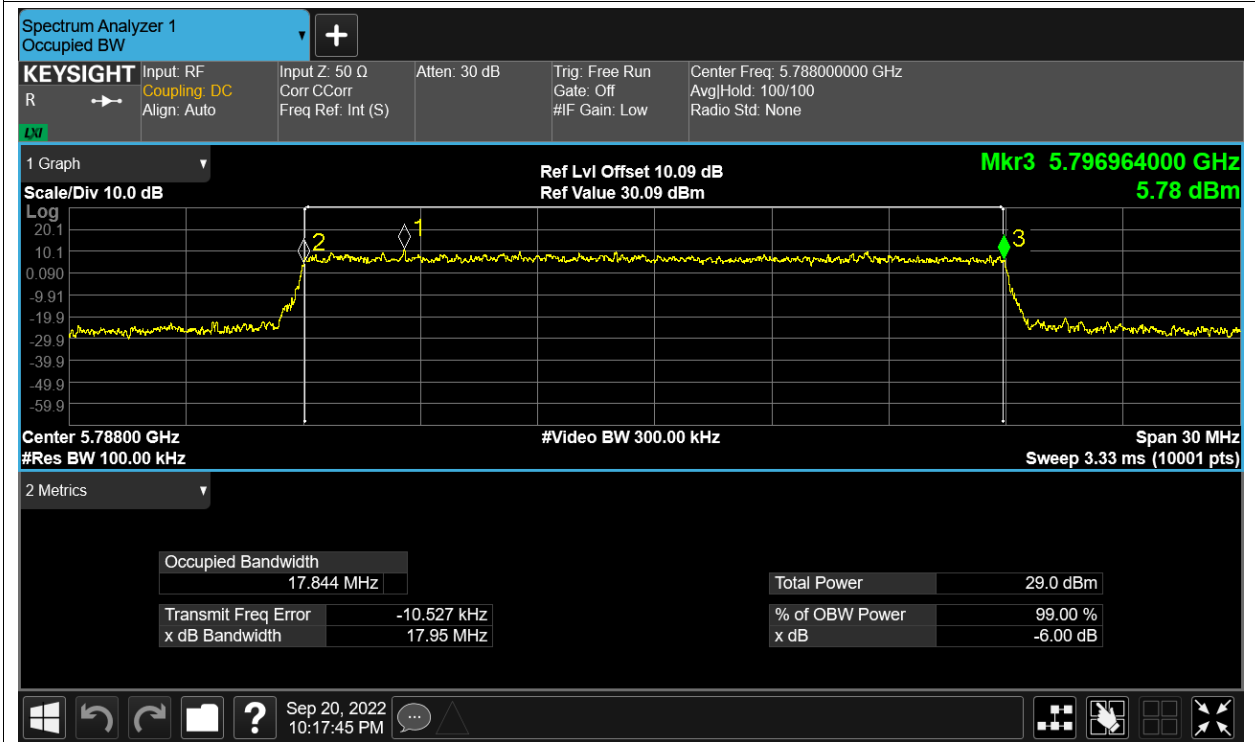 Spectrum Analyzer 1
Occupied BW
+
KEYSIGHT
R
LXI
Input: RF
Coupling: DC
Align: Auto
Input Z: 50 Ω
Corr CCorr
Freq Ref: Int (S)
Atten: 30 dB
Trig: Free Run
Gate: Off
#IF Gain: Low
Center Freq: 5.788000000 GHz
Avg|Hold: 100/100
Radio Std: None
1 Graph
Scale/Div 10.0 dB
Ref Lvl Offset 10.09 dB
Ref Value 30.09 dBm
Mkr3 5.796964000 GHz
5.78 dBm
Log
20.1
10.1
0.090
-9.91
-19.9
-29.9
-39.9
-49.9
-59.9
2
1
3
Center 5.78800 GHz
#Video BW 300.00 kHz
Span 30 MHz
#Res BW 100.00 kHz
Sweep 3.33 ms (10001 pts)
2 Metrics
Occupied Bandwidth
17.844 MHz
Transmit Freq Error -10.527 kHz
x dB Bandwidth 17.95 MHz
Total Power 29.0 dBm
% of OBW Power 99.00 %
x dB -6.00 dB
?
Sep 20, 2022
10:17:45 PM